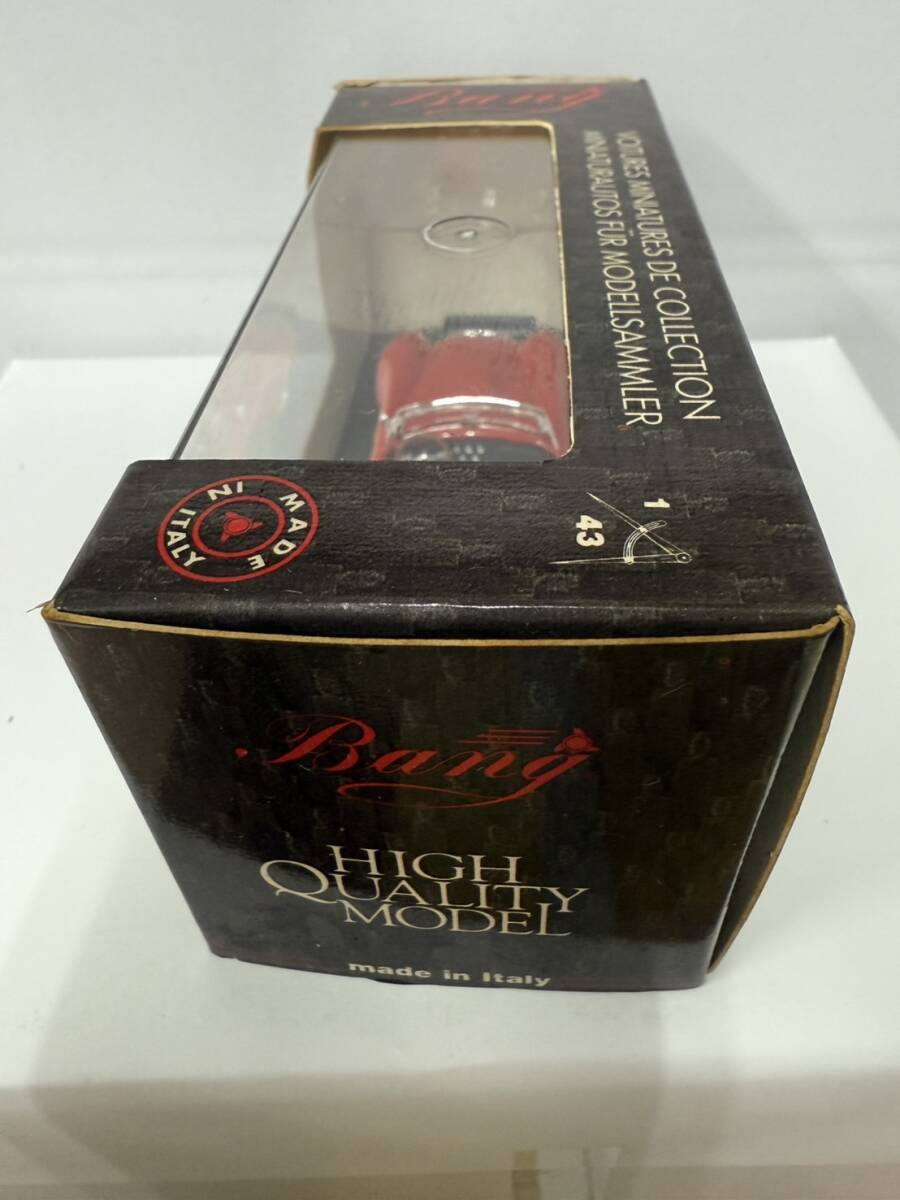 Bang
VOITURES MINIATURES DE COLLECTION
MINIATURAUTOS FÜR MODELLSAMMLER
MADE IN ITALY
1
43
Bang
HIGH
QUALITY
MODEL
made in Italy